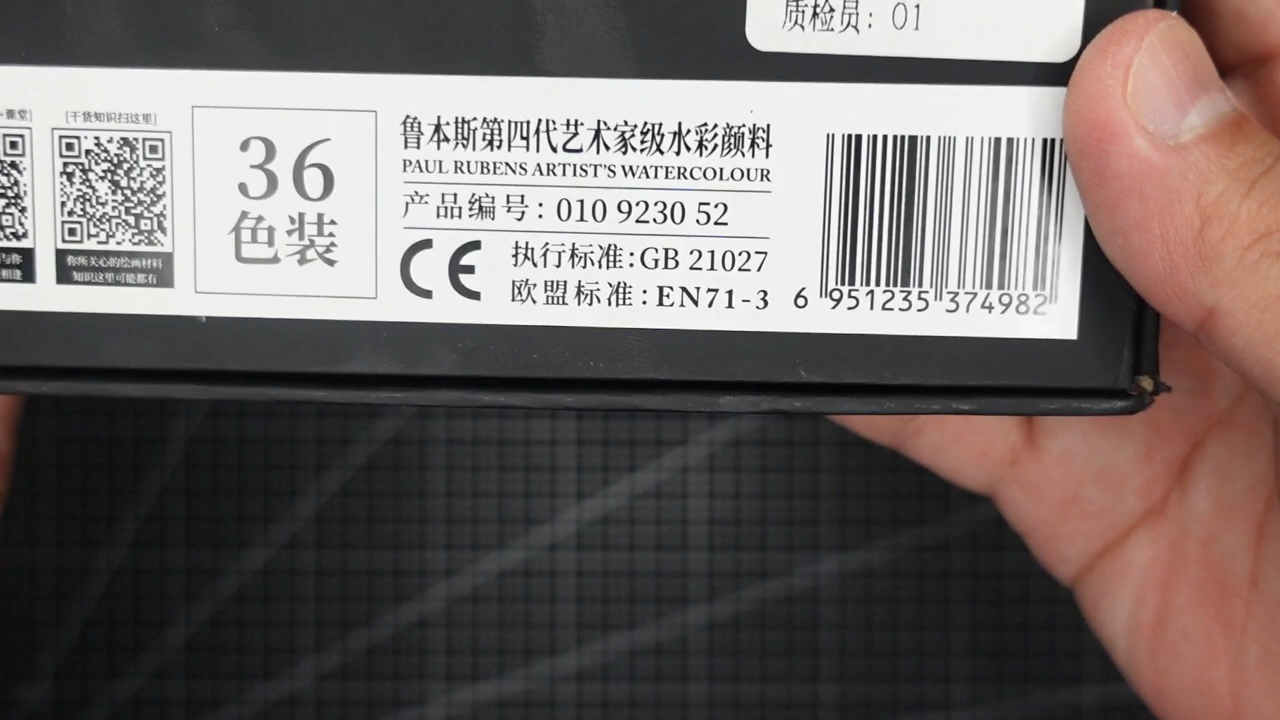 质检员：01
课堂]
[干货知识扫这里]
36
色装
你所关心的绘画材料
知识这里可能都有
鲁本斯第四代艺术家级水彩颜料
PAUL RUBENS ARTIST'S WATERCOLOUR
产品编号：010 9230 52
CE
执行标准:GB 21027
欧盟标准：EN71-3
6 951235 374982